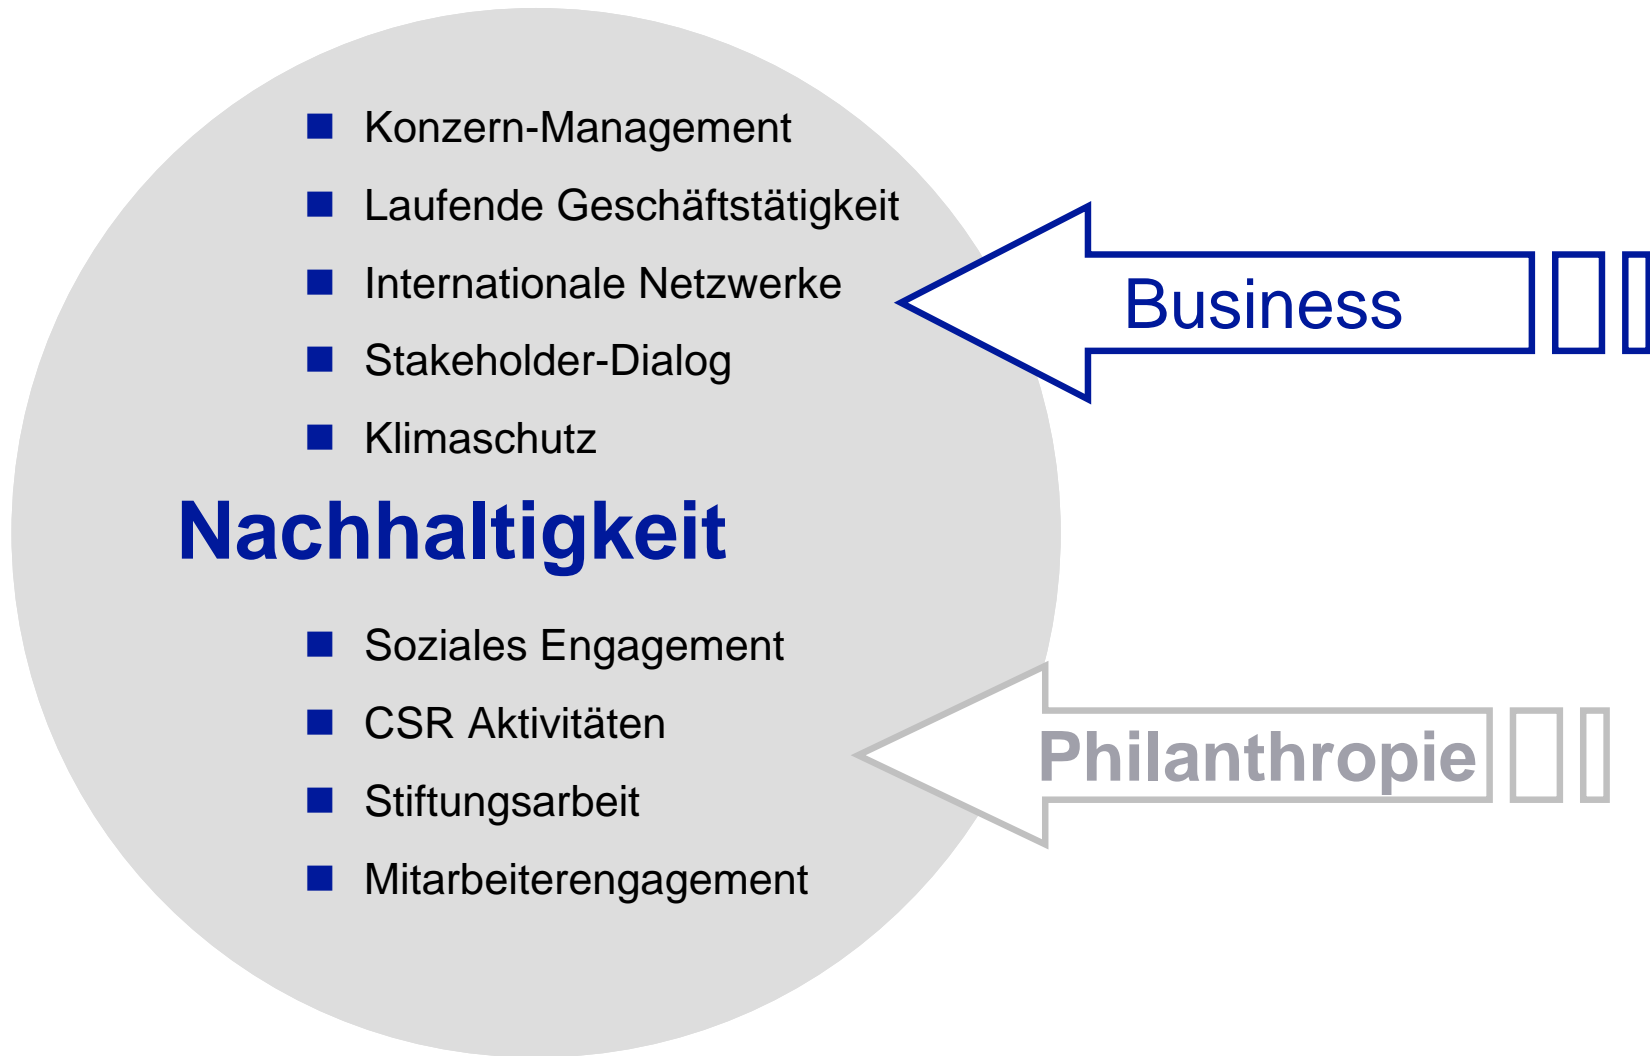 Konzern-Management
Laufende Geschäftstätigkeit
Internationale Netzwerke
Business
Stakeholder-Dialog
Klimaschutz
Nachhaltigkeit
Soziales Engagement
CSR Aktivitäten
Philanthropie
Stiftungsarbeit
Mitarbeiterengagement